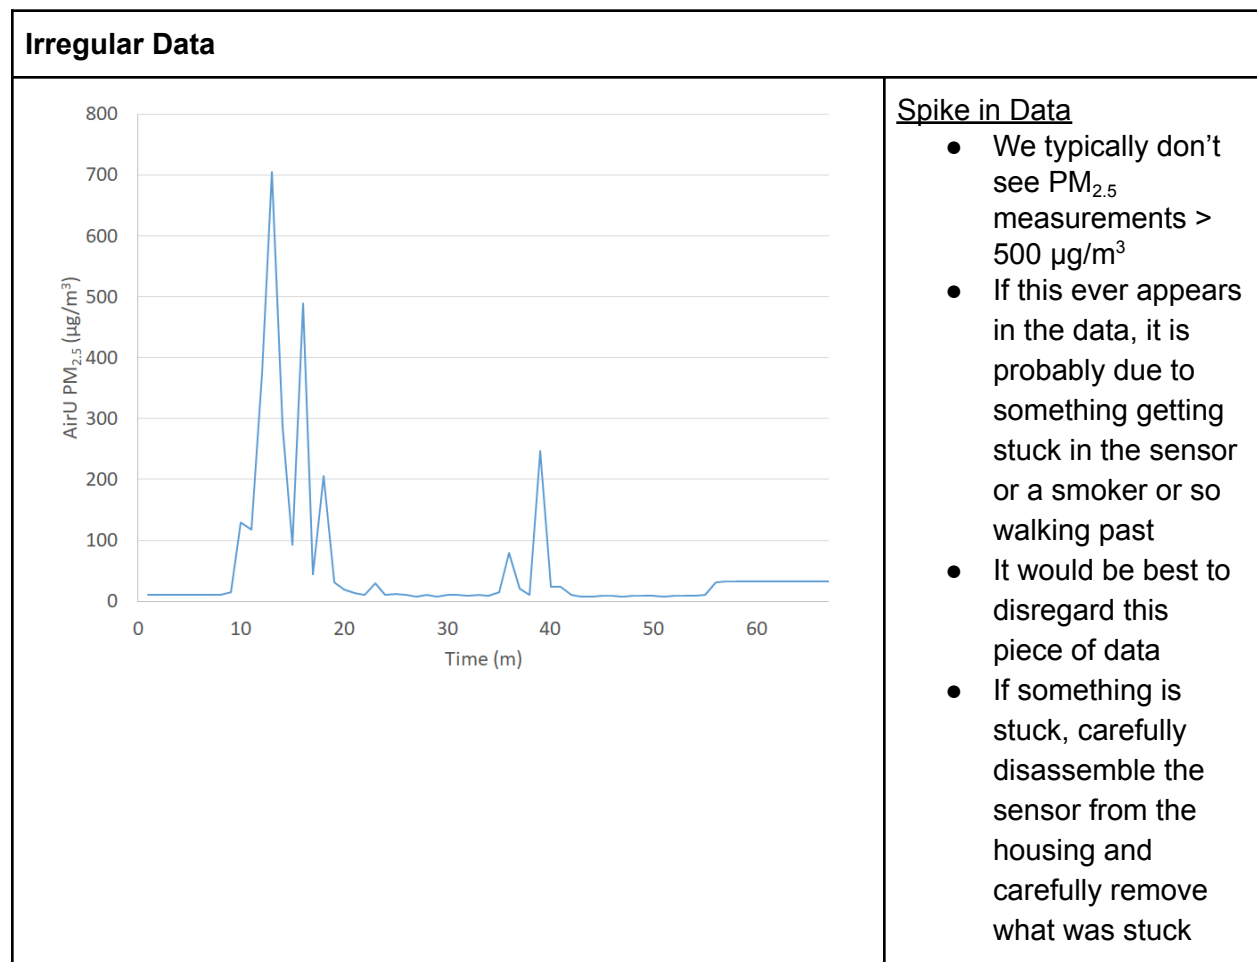 Irregular Data
800
700
600
500
400
300
200
100
0
AirU PM2.5 (µg/m³)
0 10 20 30 40 50 60
Time (m)
Spike in Data
● We typically don’t
see PM2.5
measurements >
500 µg/m³
● If this ever appears
in the data, it is
probably due to
something getting
stuck in the sensor
or a smoker or so
walking past
● It would be best to
disregard this
piece of data
● If something is
stuck, carefully
disassemble the
sensor from the
housing and
carefully remove
what was stuck